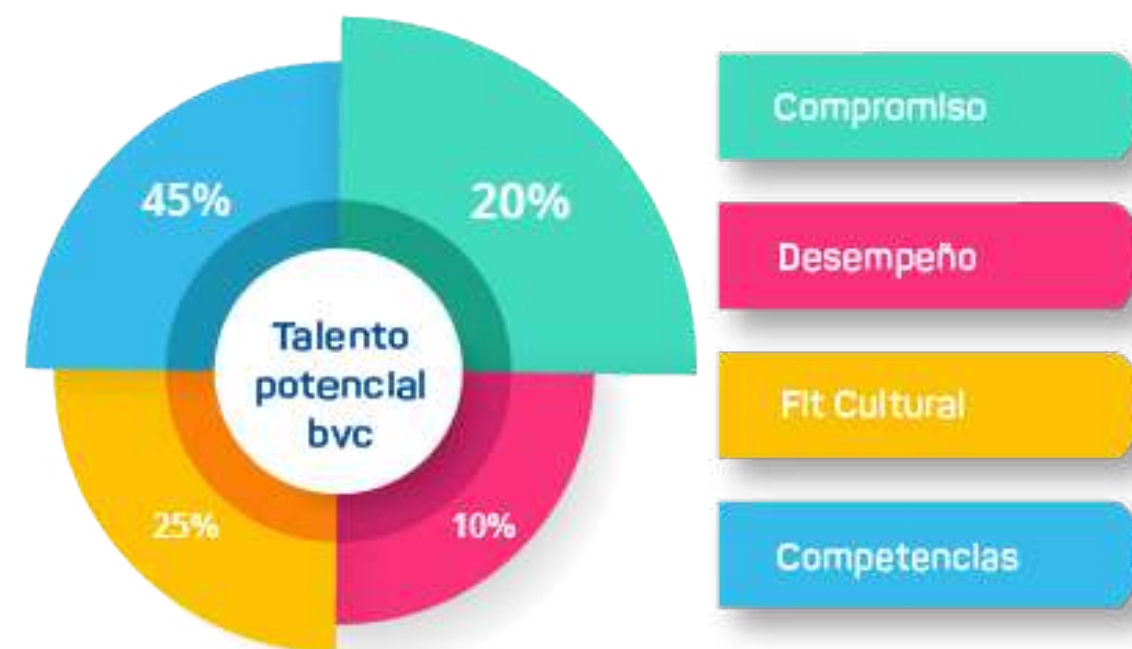 45%
20%
Talento
potencial
bvc
25%
10%
Compromiso
Desempeño
Fit Cultural
Competencias